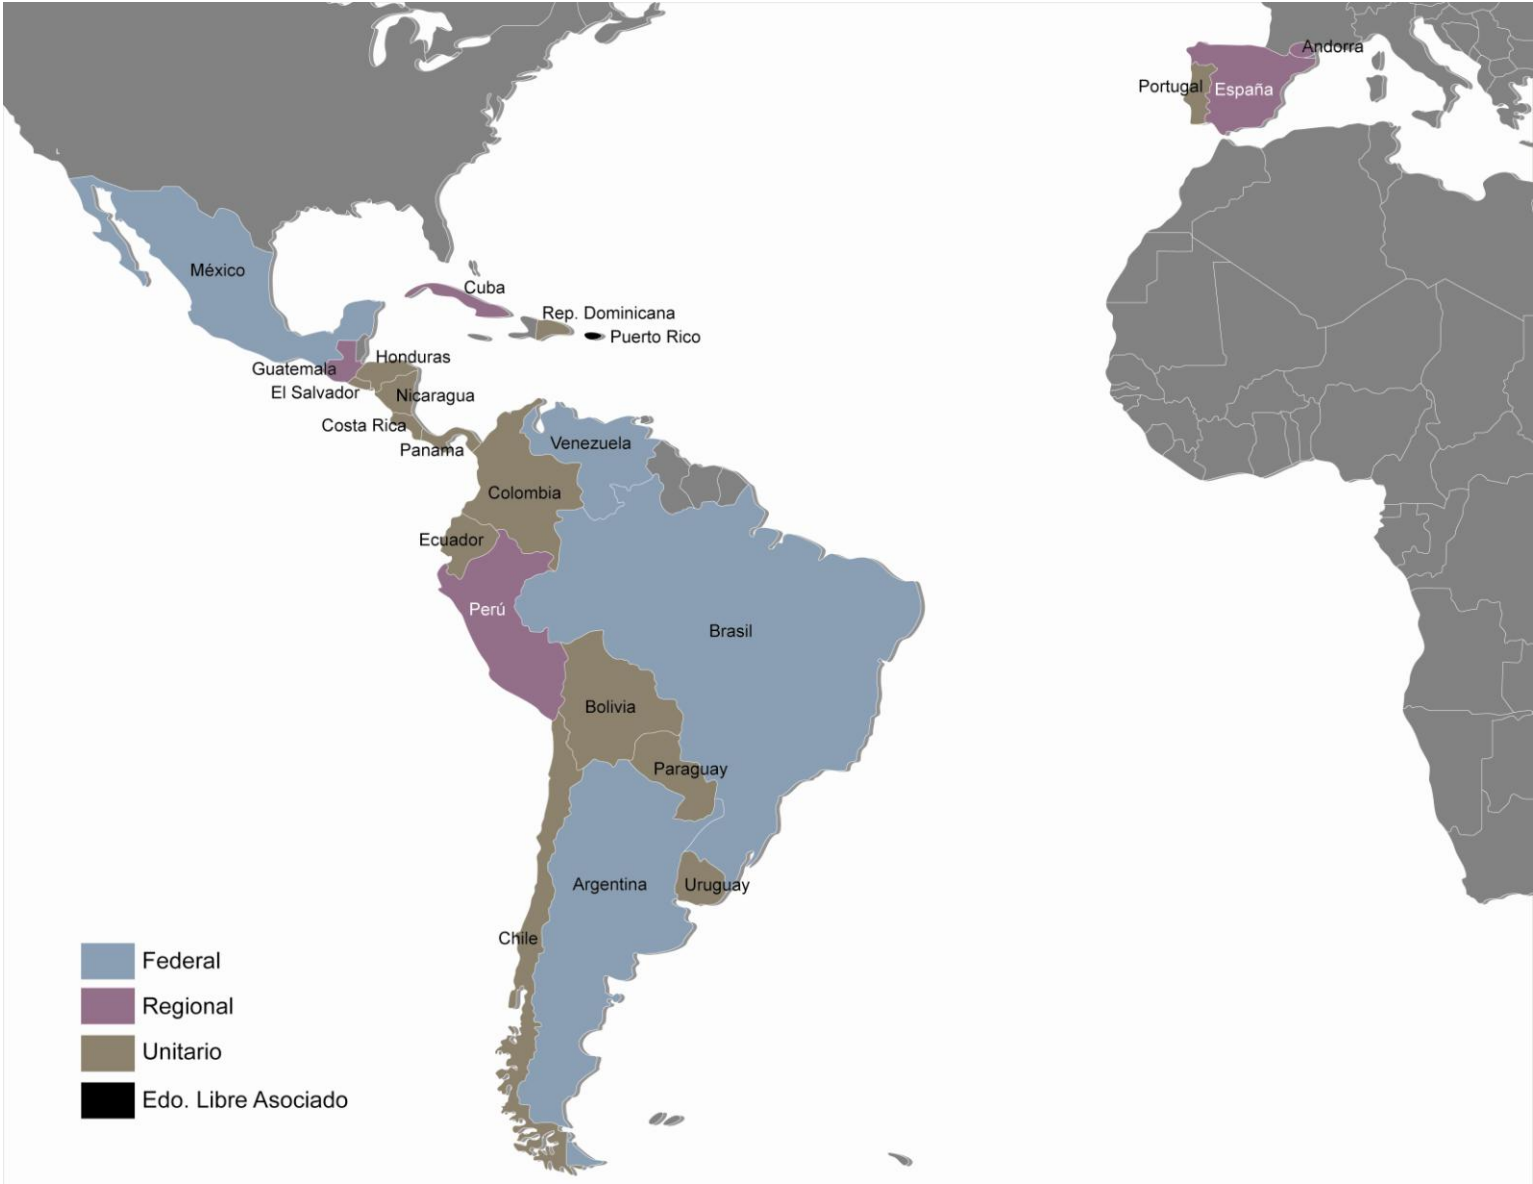 Andorra
Portugal
España
México
Cuba
Rep. Dominicana
Puerto Rico
Honduras
Guatemala
El Salvador
Nicaragua
Costa Rica
Panama
Venezuela
Colombia
Ecuador
Perú
Brasil
Bolivia
Paraguay
Argentina
Uruguay
Chile
Federal
Regional
Unitario
Edo. Libre Asociado